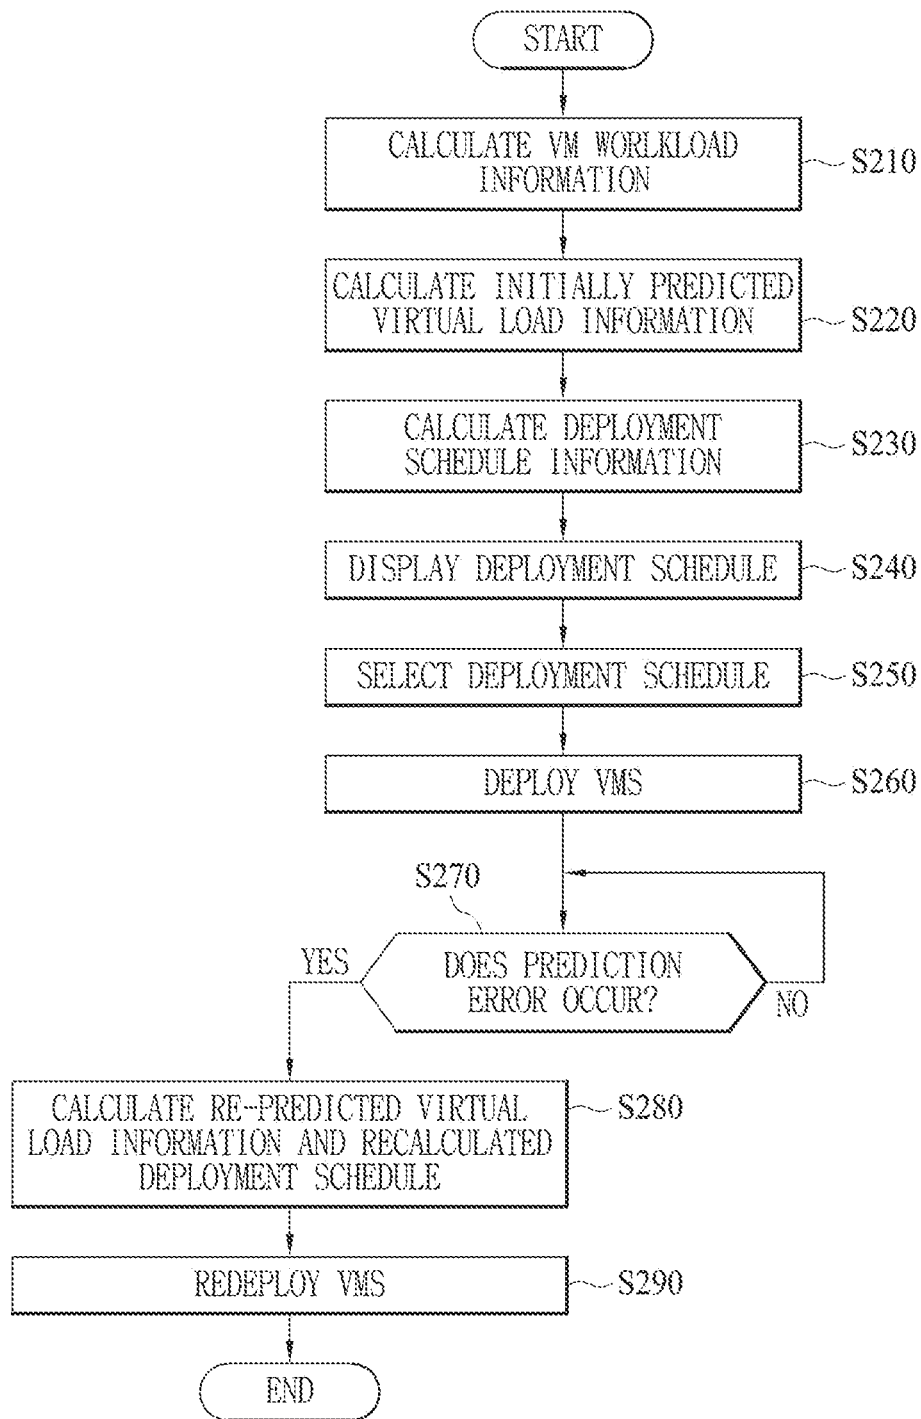 START
CALCULATE VM WORLKLOAD
INFORMATION
S210
CALCULATE INITIALLY PREDICTED
VIRTUAL LOAD INFORMATION
S220
CALCULATE DEPLOYMENT
SCHEDULE INFORMATION
S230
DISPLAY DEPLOYMENT SCHEDULE
S240
SELECT DEPLOYMENT SCHEDULE
S250
DEPLOY VMS
S260
S270
DOES PREDICTION
ERROR OCCUR?
YES
NO
CALCULATE RE-PREDICTED VIRTUAL
LOAD INFORMATION AND RECALCULATED
DEPLOYMENT SCHEDULE
S280
REDEPLOY VMS
S290
END